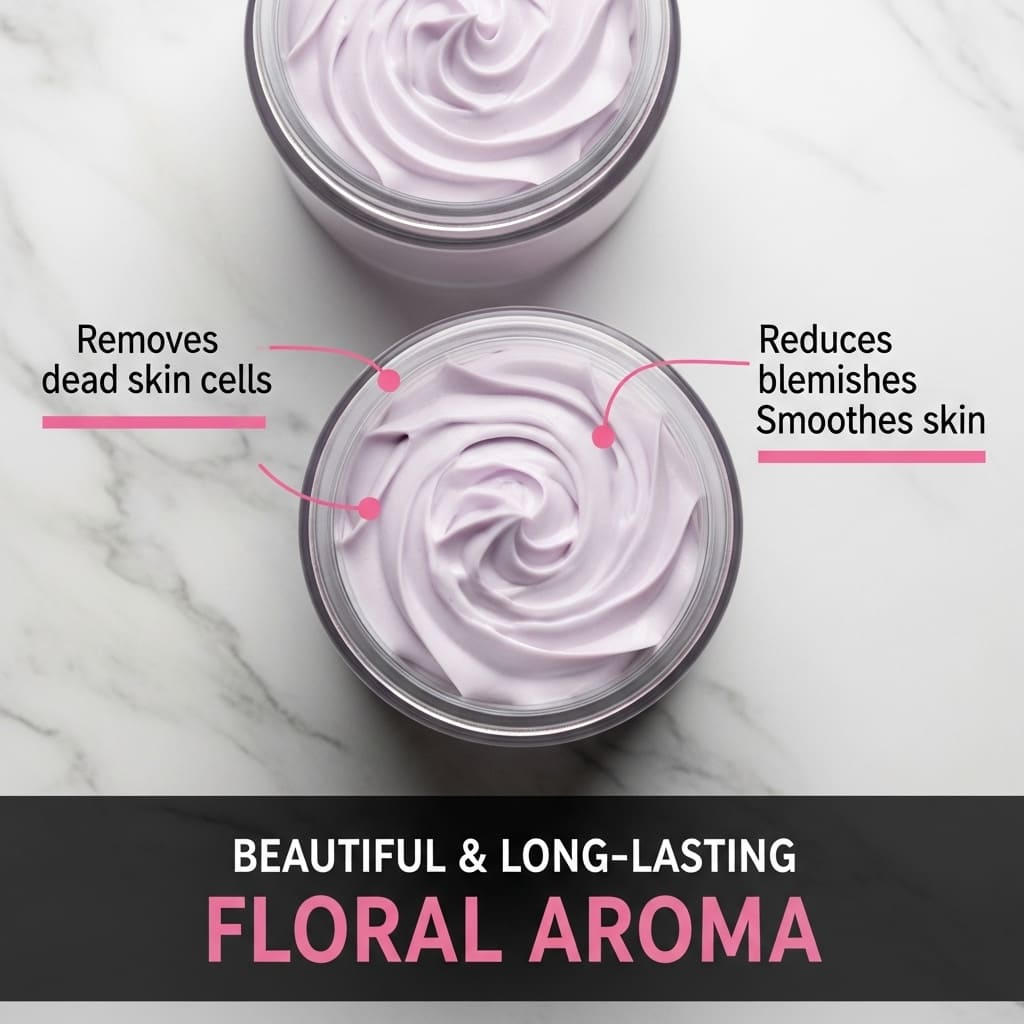 Removes
dead skin cells
Reduces
blemishes
Smoothes skin
BEAUTIFUL & LONG-LASTING
FLORAL AROMA